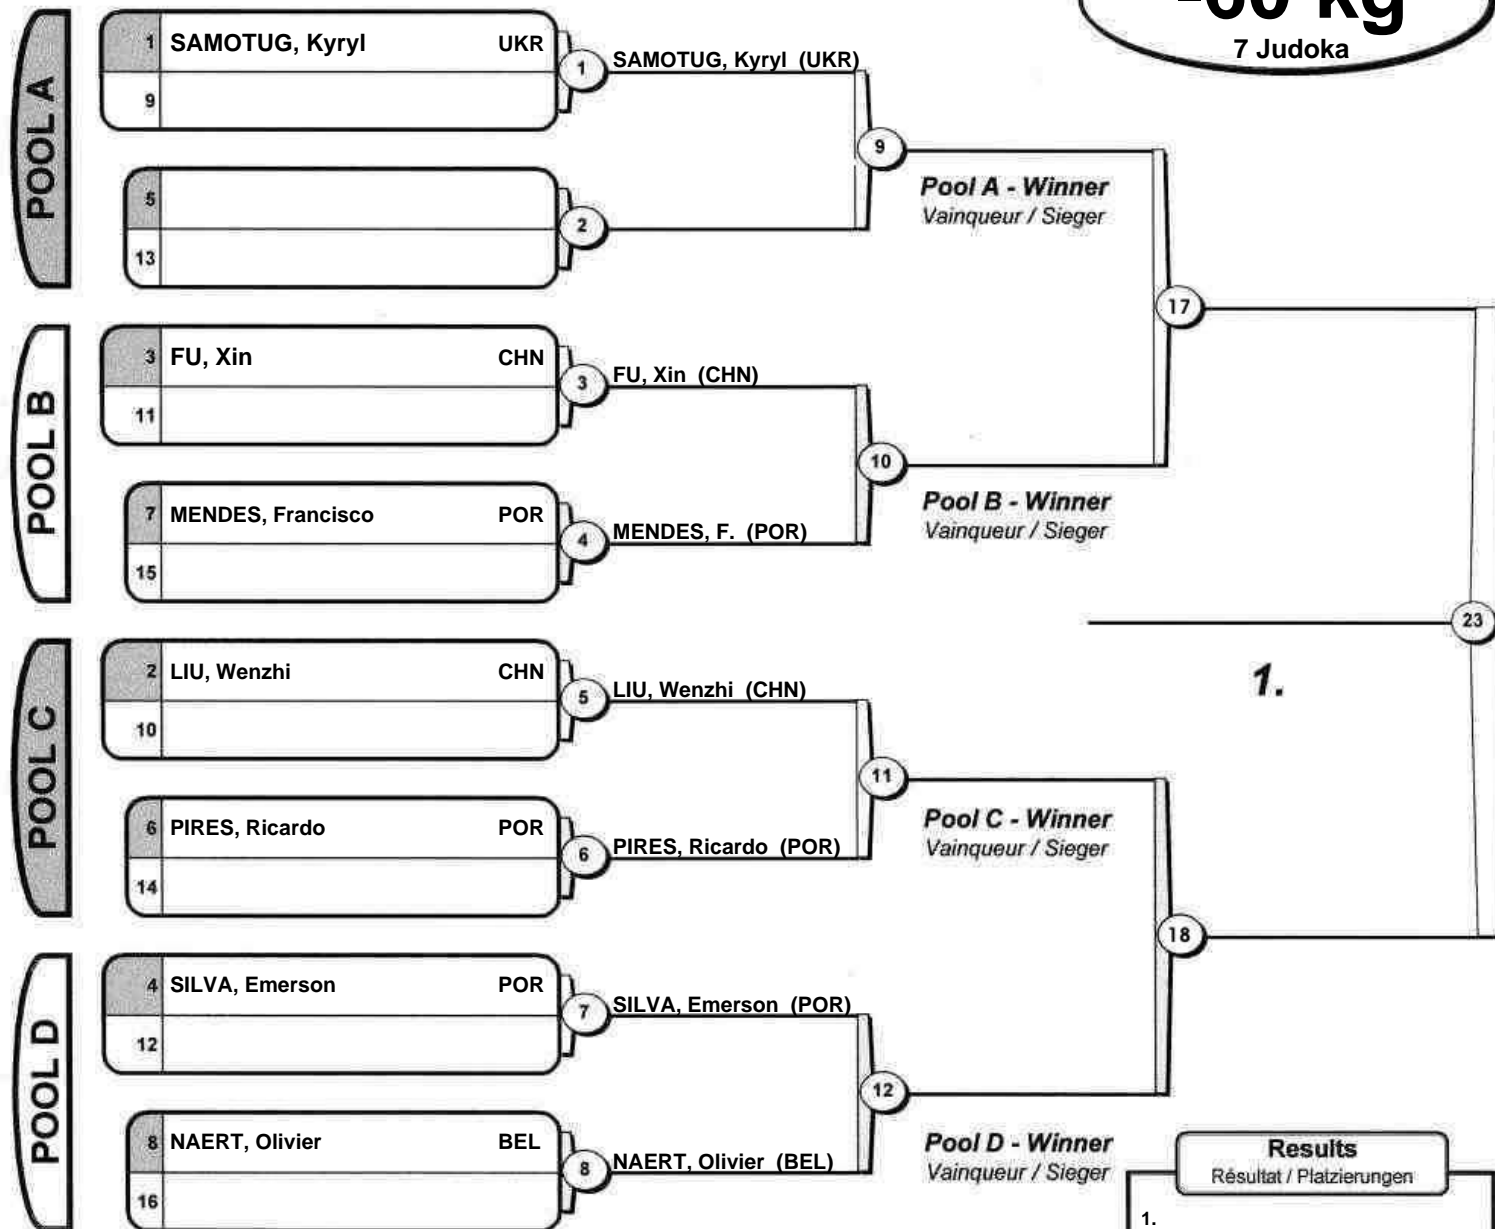 -60 kg
7 Judoka
POOL A
1 SAMOTUG, Kyryl UKR
9
1 SAMOTUG, Kyryl (UKR)
5
13
2
9
Pool A - Winner
Vainqueur / Sieger
POOL B
3 FU, Xin CHN
11
3 FU, Xin (CHN)
7 MENDES, Francisco POR
15
4 MENDES, F. (POR)
10
Pool B - Winner
Vainqueur / Sieger
17
23
1.
POOL C
2 LIU, Wenzhi CHN
10
5 LIU, Wenzhi (CHN)
6 PIRES, Ricardo POR
14
6 PIRES, Ricardo (POR)
11
Pool C - Winner
Vainqueur / Sieger
18
POOL D
4 SILVA, Emerson POR
12
7 SILVA, Emerson (POR)
8 NAERT, Olivier BEL
16
8 NAERT, Olivier (BEL)
12
Pool D - Winner
Vainqueur / Sieger
Results
Résultat / Platzierungen
1.